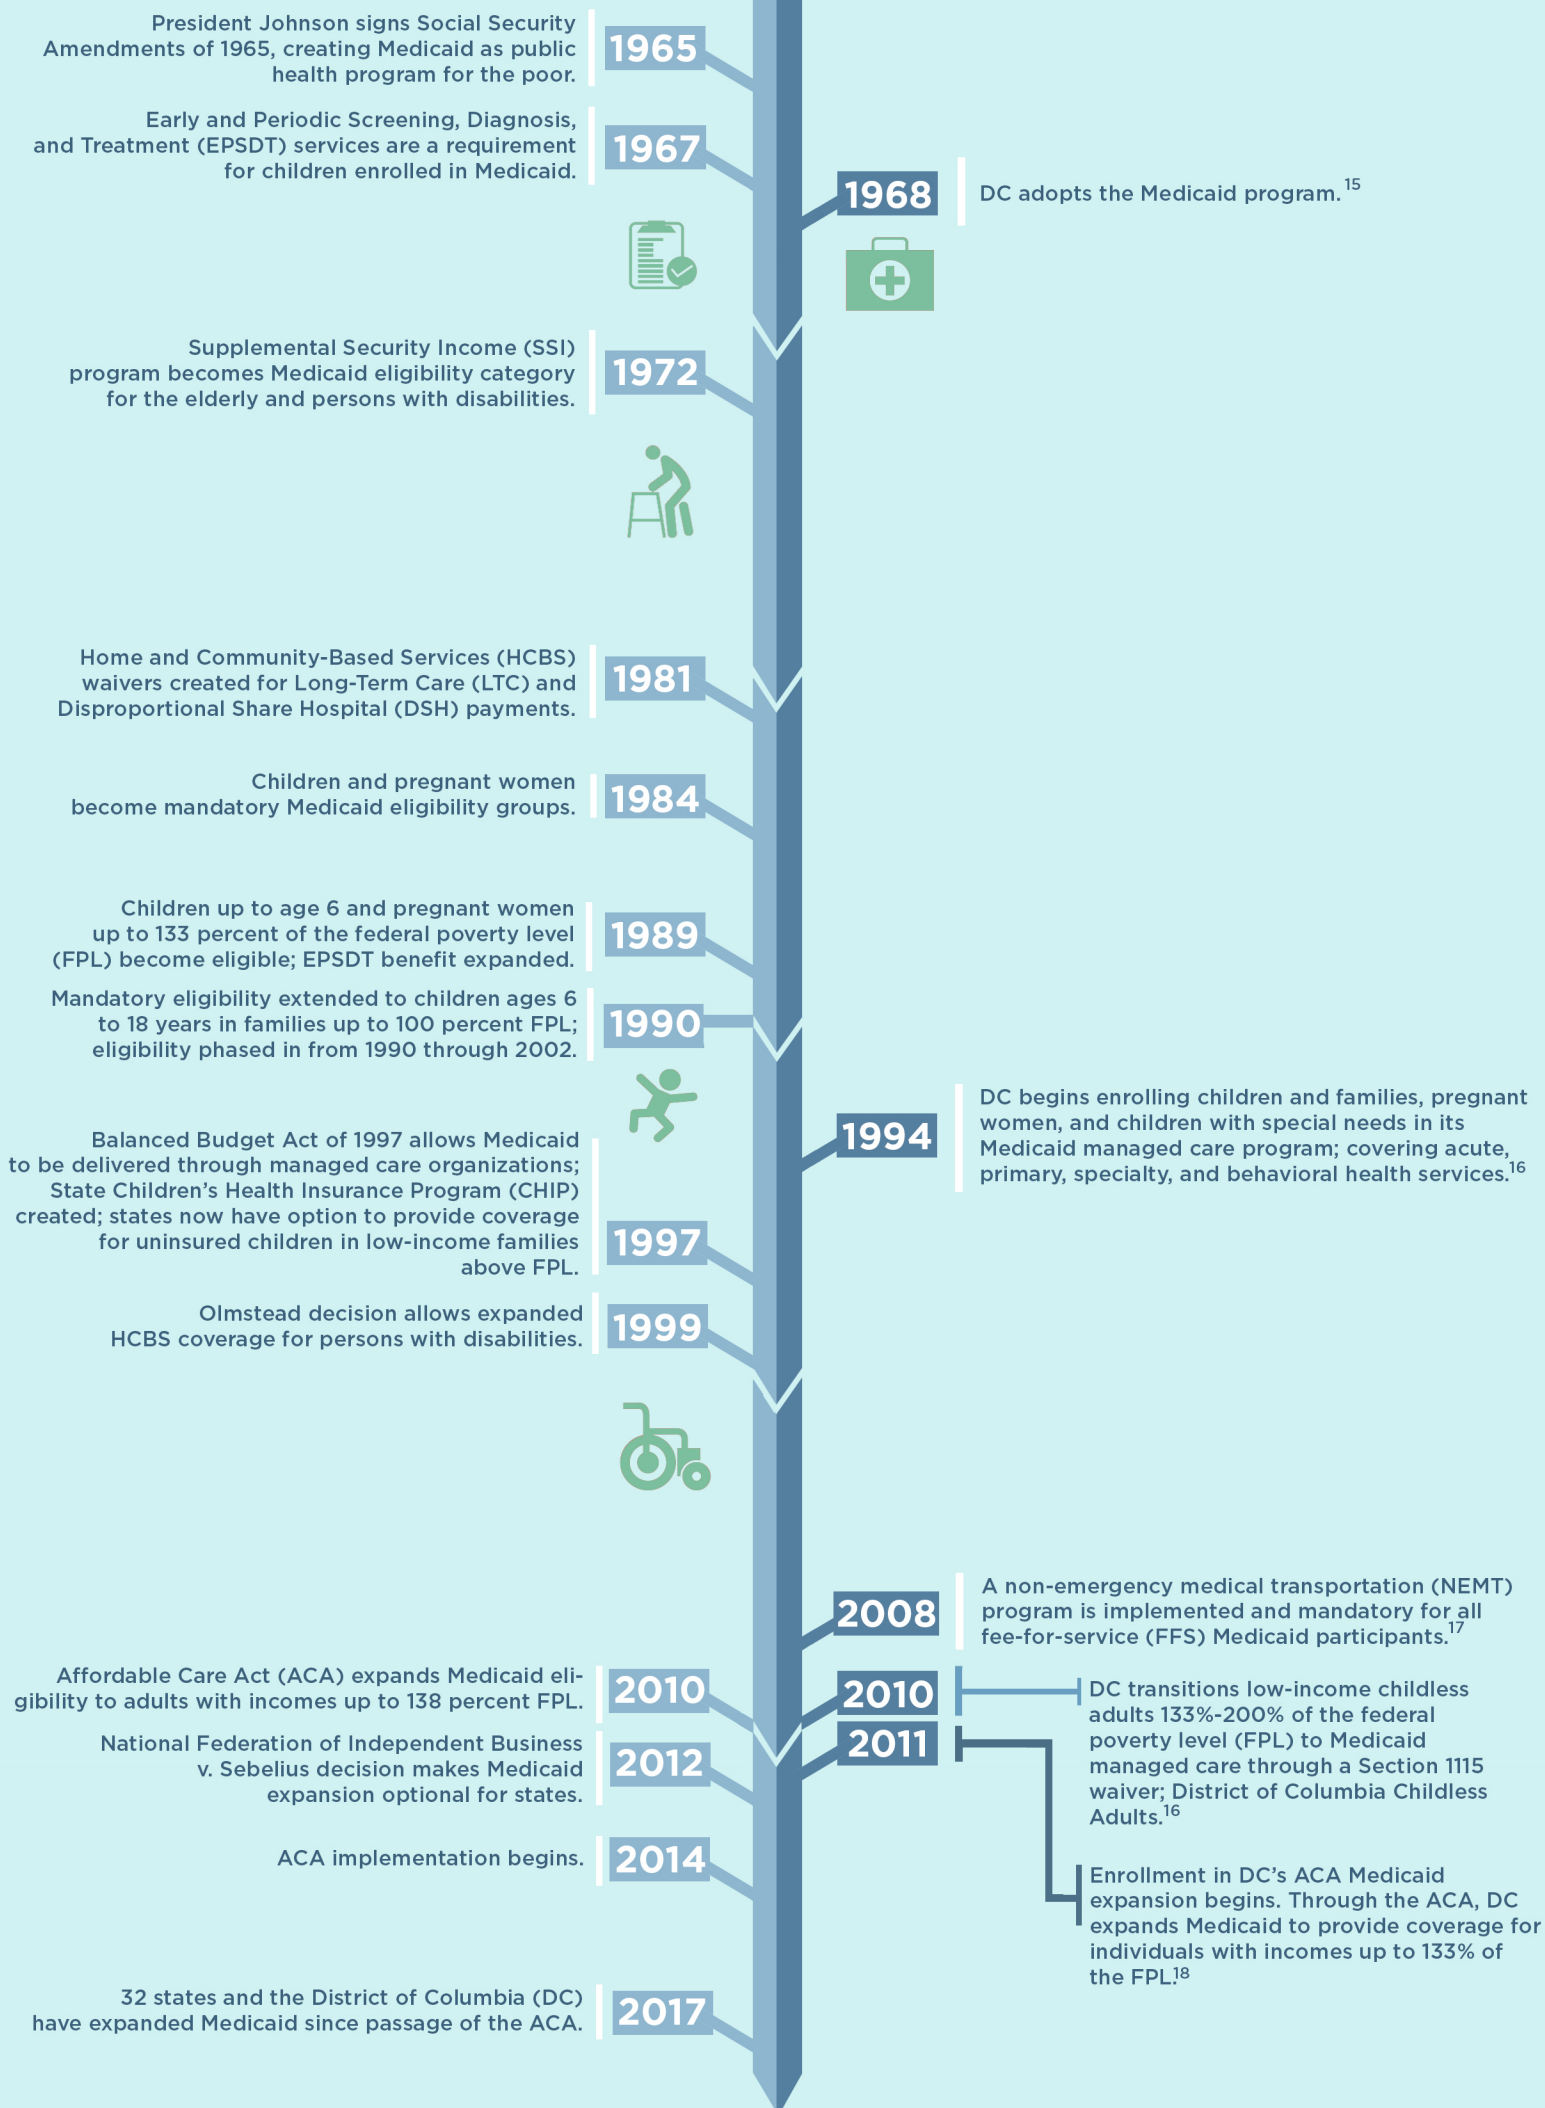 President Johnson signs Social Security
Amendments of 1965, creating Medicaid as public
health program for the poor.
1965
Early and Periodic Screening, Diagnosis,
and Treatment (EPSDT) services are a requirement
for children enrolled in Medicaid.
1967
1968
DC adopts the Medicaid program. 15
Supplemental Security Income (SSI)
program becomes Medicaid eligibility category
for the elderly and persons with disabilities.
1972
Home and Community-Based Services (HCBS)
waivers created for Long-Term Care (LTC) and
Disproportional Share Hospital (DSH) payments.
1981
Children and pregnant women
become mandatory Medicaid eligibility groups.
1984
Children up to age 6 and pregnant women
up to 133 percent of the federal poverty level
(FPL) become eligible; EPSDT benefit expanded.
1989
Mandatory eligibility extended to children ages 6
to 18 years in families up to 100 percent FPL;
eligibility phased in from 1990 through 2002.
1990
1994
DC begins enrolling children and families, pregnant
women, and children with special needs in its
Medicaid managed care program; covering acute,
primary, specialty, and behavioral health services.16
Balanced Budget Act of 1997 allows Medicaid
to be delivered through managed care organizations;
State Children's Health Insurance Program (CHIP)
created; states now have option to provide coverage
for uninsured children in low-income families
above FPL.
1997
Olmstead decision allows expanded
HCBS coverage for persons with disabilities.
1999
2008
A non-emergency medical transportation (NEMT)
program is implemented and mandatory for all
fee-for-service (FFS) Medicaid participants.17
Affordable Care Act (ACA) expands Medicaid eli-
gibility to adults with incomes up to 138 percent FPL.
2010
2010
DC transitions low-income childless
adults 133%-200% of the federal
poverty level (FPL) to Medicaid
managed care through a Section 1115
waiver; District of Columbia Childless
Adults.16
2011
Enrollment in DC's ACA Medicaid
expansion begins. Through the ACA, DC
expands Medicaid to provide coverage for
individuals with incomes up to 133% of
the FPL.18
National Federation of Independent Business
v. Sebelius decision makes Medicaid
expansion optional for states.
2012
ACA implementation begins.
2014
32 states and the District of Columbia (DC)
have expanded Medicaid since passage of the ACA.
2017